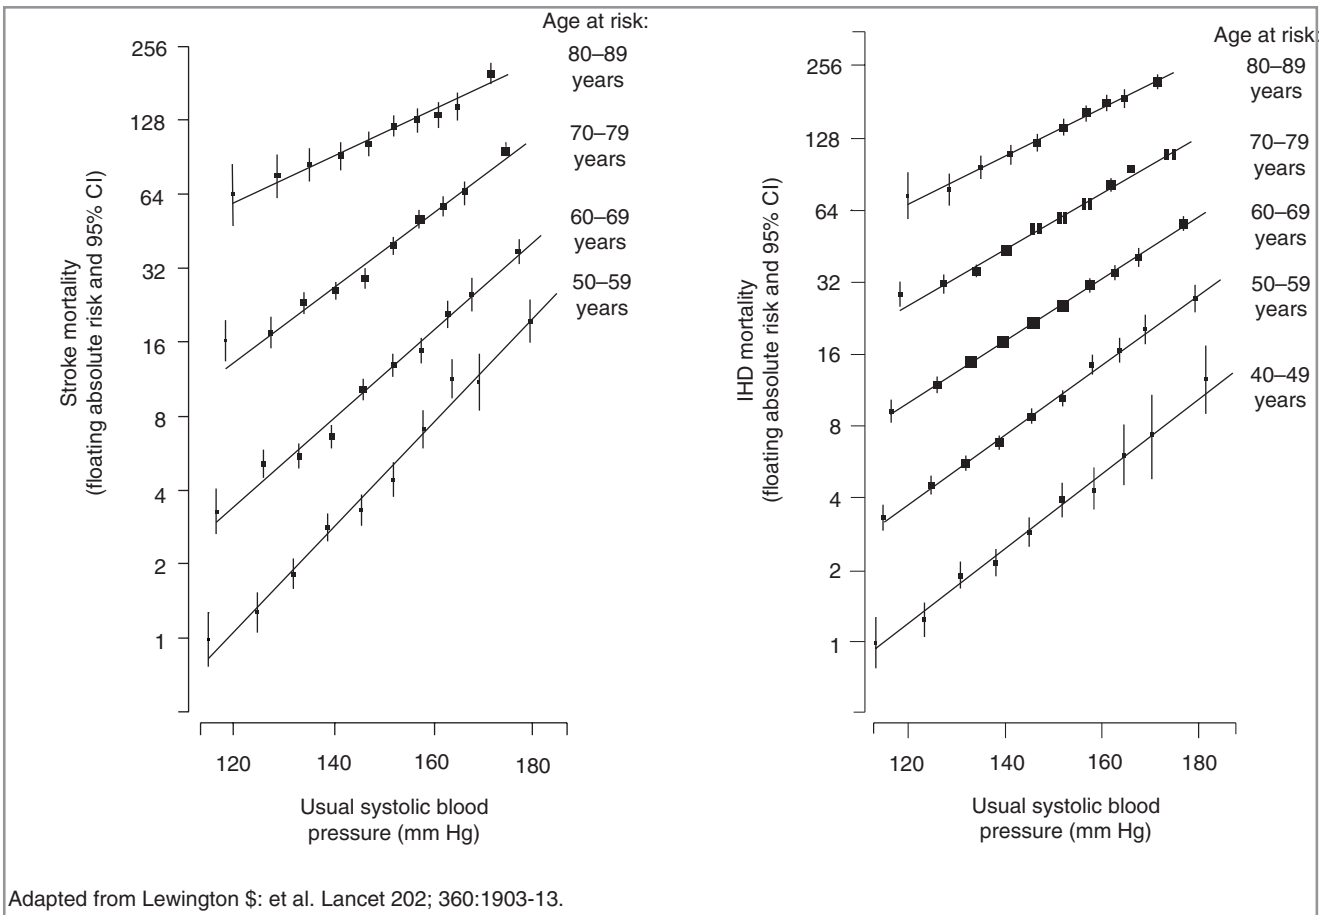 Age at risk:
80–89
years
70–79
years
60–69
years
50–59
years
256
128
64
32
16
8
4
2
1
Stroke mortality
(floating absolute risk and 95% CI)
120 140 160 180
Usual systolic blood
pressure (mm Hg)
Age at risk:
80–89
years
70–79
years
60–69
years
50–59
years
40–49
years
256
128
64
32
16
8
4
2
1
IHD mortality
(floating absolute risk and 95% CI)
120 140 160 180
Usual systolic blood
pressure (mm Hg)
Adapted from Lewington $: et al. Lancet 202; 360:1903-13.